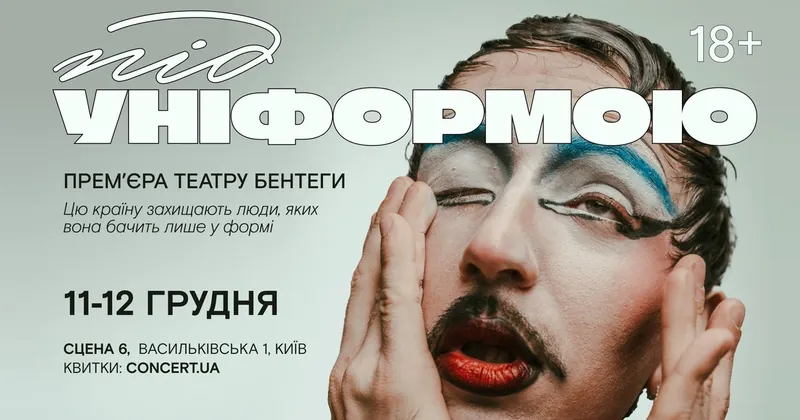 під
18+
УНІФОРМОЮ
ПРЕМ’ЄРА ТЕАТРУ БЕНТЕГИ
Цю країну захищають люди, яких
вона бачить лише у формі
11-12 ГРУДНЯ
СЦЕНА 6, ВАСИЛЬКІВСЬКА 1, КИЇВ
КВИТКИ: CONCERT.UA